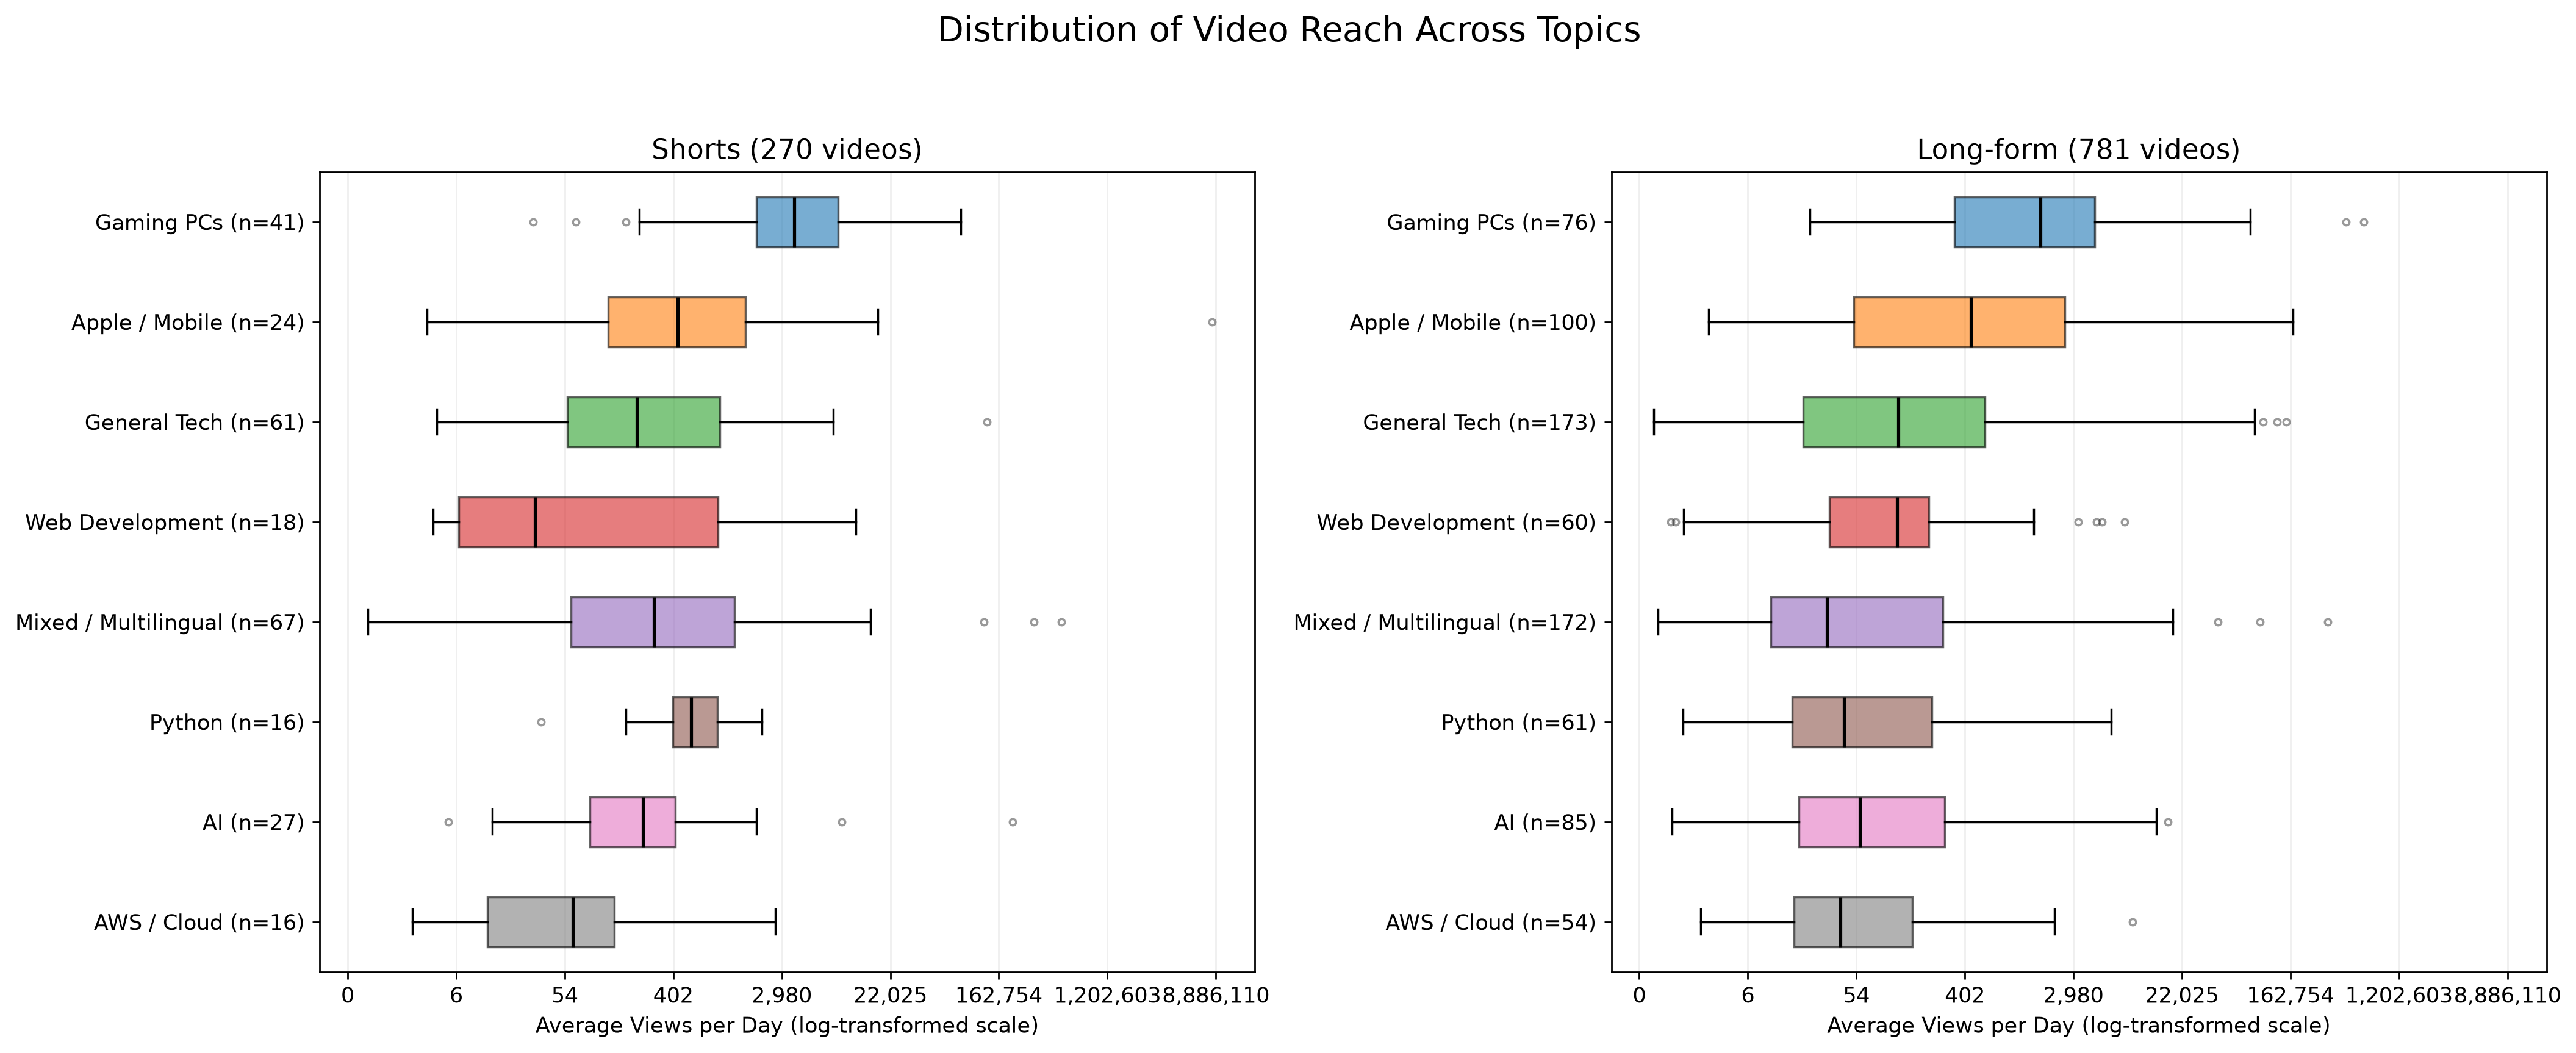 Distribution of Video Reach Across Topics
Shorts (270 videos)
Gaming PCs (n=41)
Apple / Mobile (n=24)
General Tech (n=61)
Web Development (n=18)
Mixed / Multilingual (n=67)
Python (n=16)
AI (n=27)
AWS / Cloud (n=16)
0 6 54 402 2,980 22,025 162,754 1,202,603 8,886,110
Average Views per Day (log-transformed scale)
Long-form (781 videos)
Gaming PCs (n=76)
Apple / Mobile (n=100)
General Tech (n=173)
Web Development (n=60)
Mixed / Multilingual (n=172)
Python (n=61)
AI (n=85)
AWS / Cloud (n=54)
0 6 54 402 2,980 22,025 162,754 1,202,603 8,886,110
Average Views per Day (log-transformed scale)